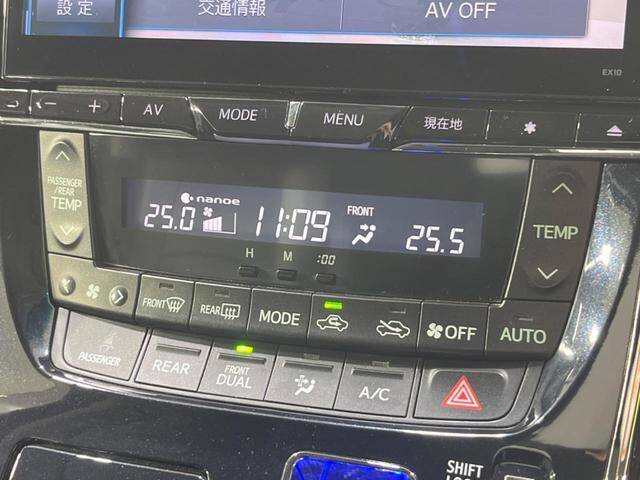 設定 交通情報 AV OFF
EX10
− + AV MODE MENU 現在地 * 
PASSENGER
/REAR
TEMP
nanoe
25.0 11:09 FRONT 25.5
H M :00
TEMP
FRONT REAR MODE OFF AUTO
PASSENGER REAR FRONT DUAL A/C
SHIFT
LOCK